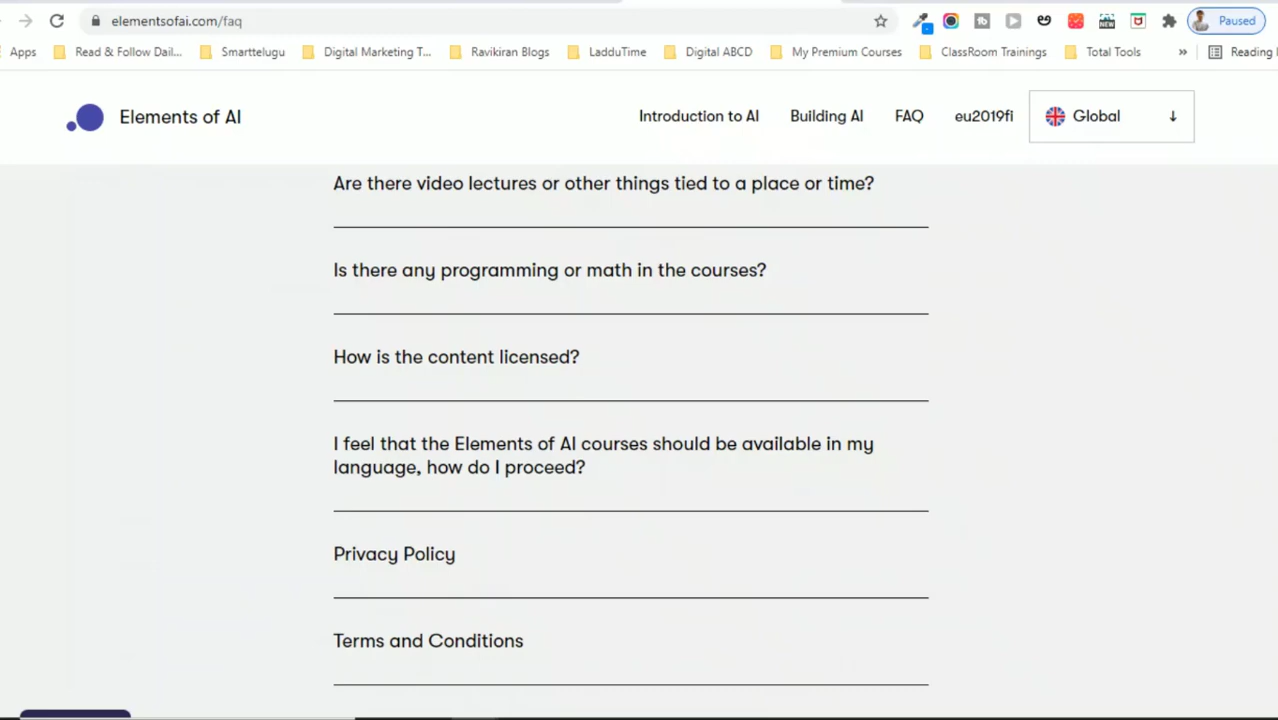 elementsofai.com/faq
Paused
Apps Read & Follow Dail... Smarttelugu Digital Marketing T... Ravikiran Blogs LadduTime Digital ABCD My Premium Courses ClassRoom Trainings Total Tools » Reading
Elements of AI Introduction to AI Building AI FAQ eu2019fi Global ↓
Are there video lectures or other things tied to a place or time?
Is there any programming or math in the courses?
How is the content licensed?
I feel that the Elements of AI courses should be available in my
language, how do I proceed?
Privacy Policy
Terms and Conditions